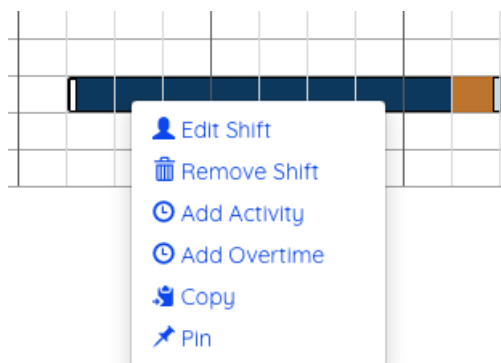 Edit Shift
Remove Shift
Add Activity
Add Overtime
Copy
Pin